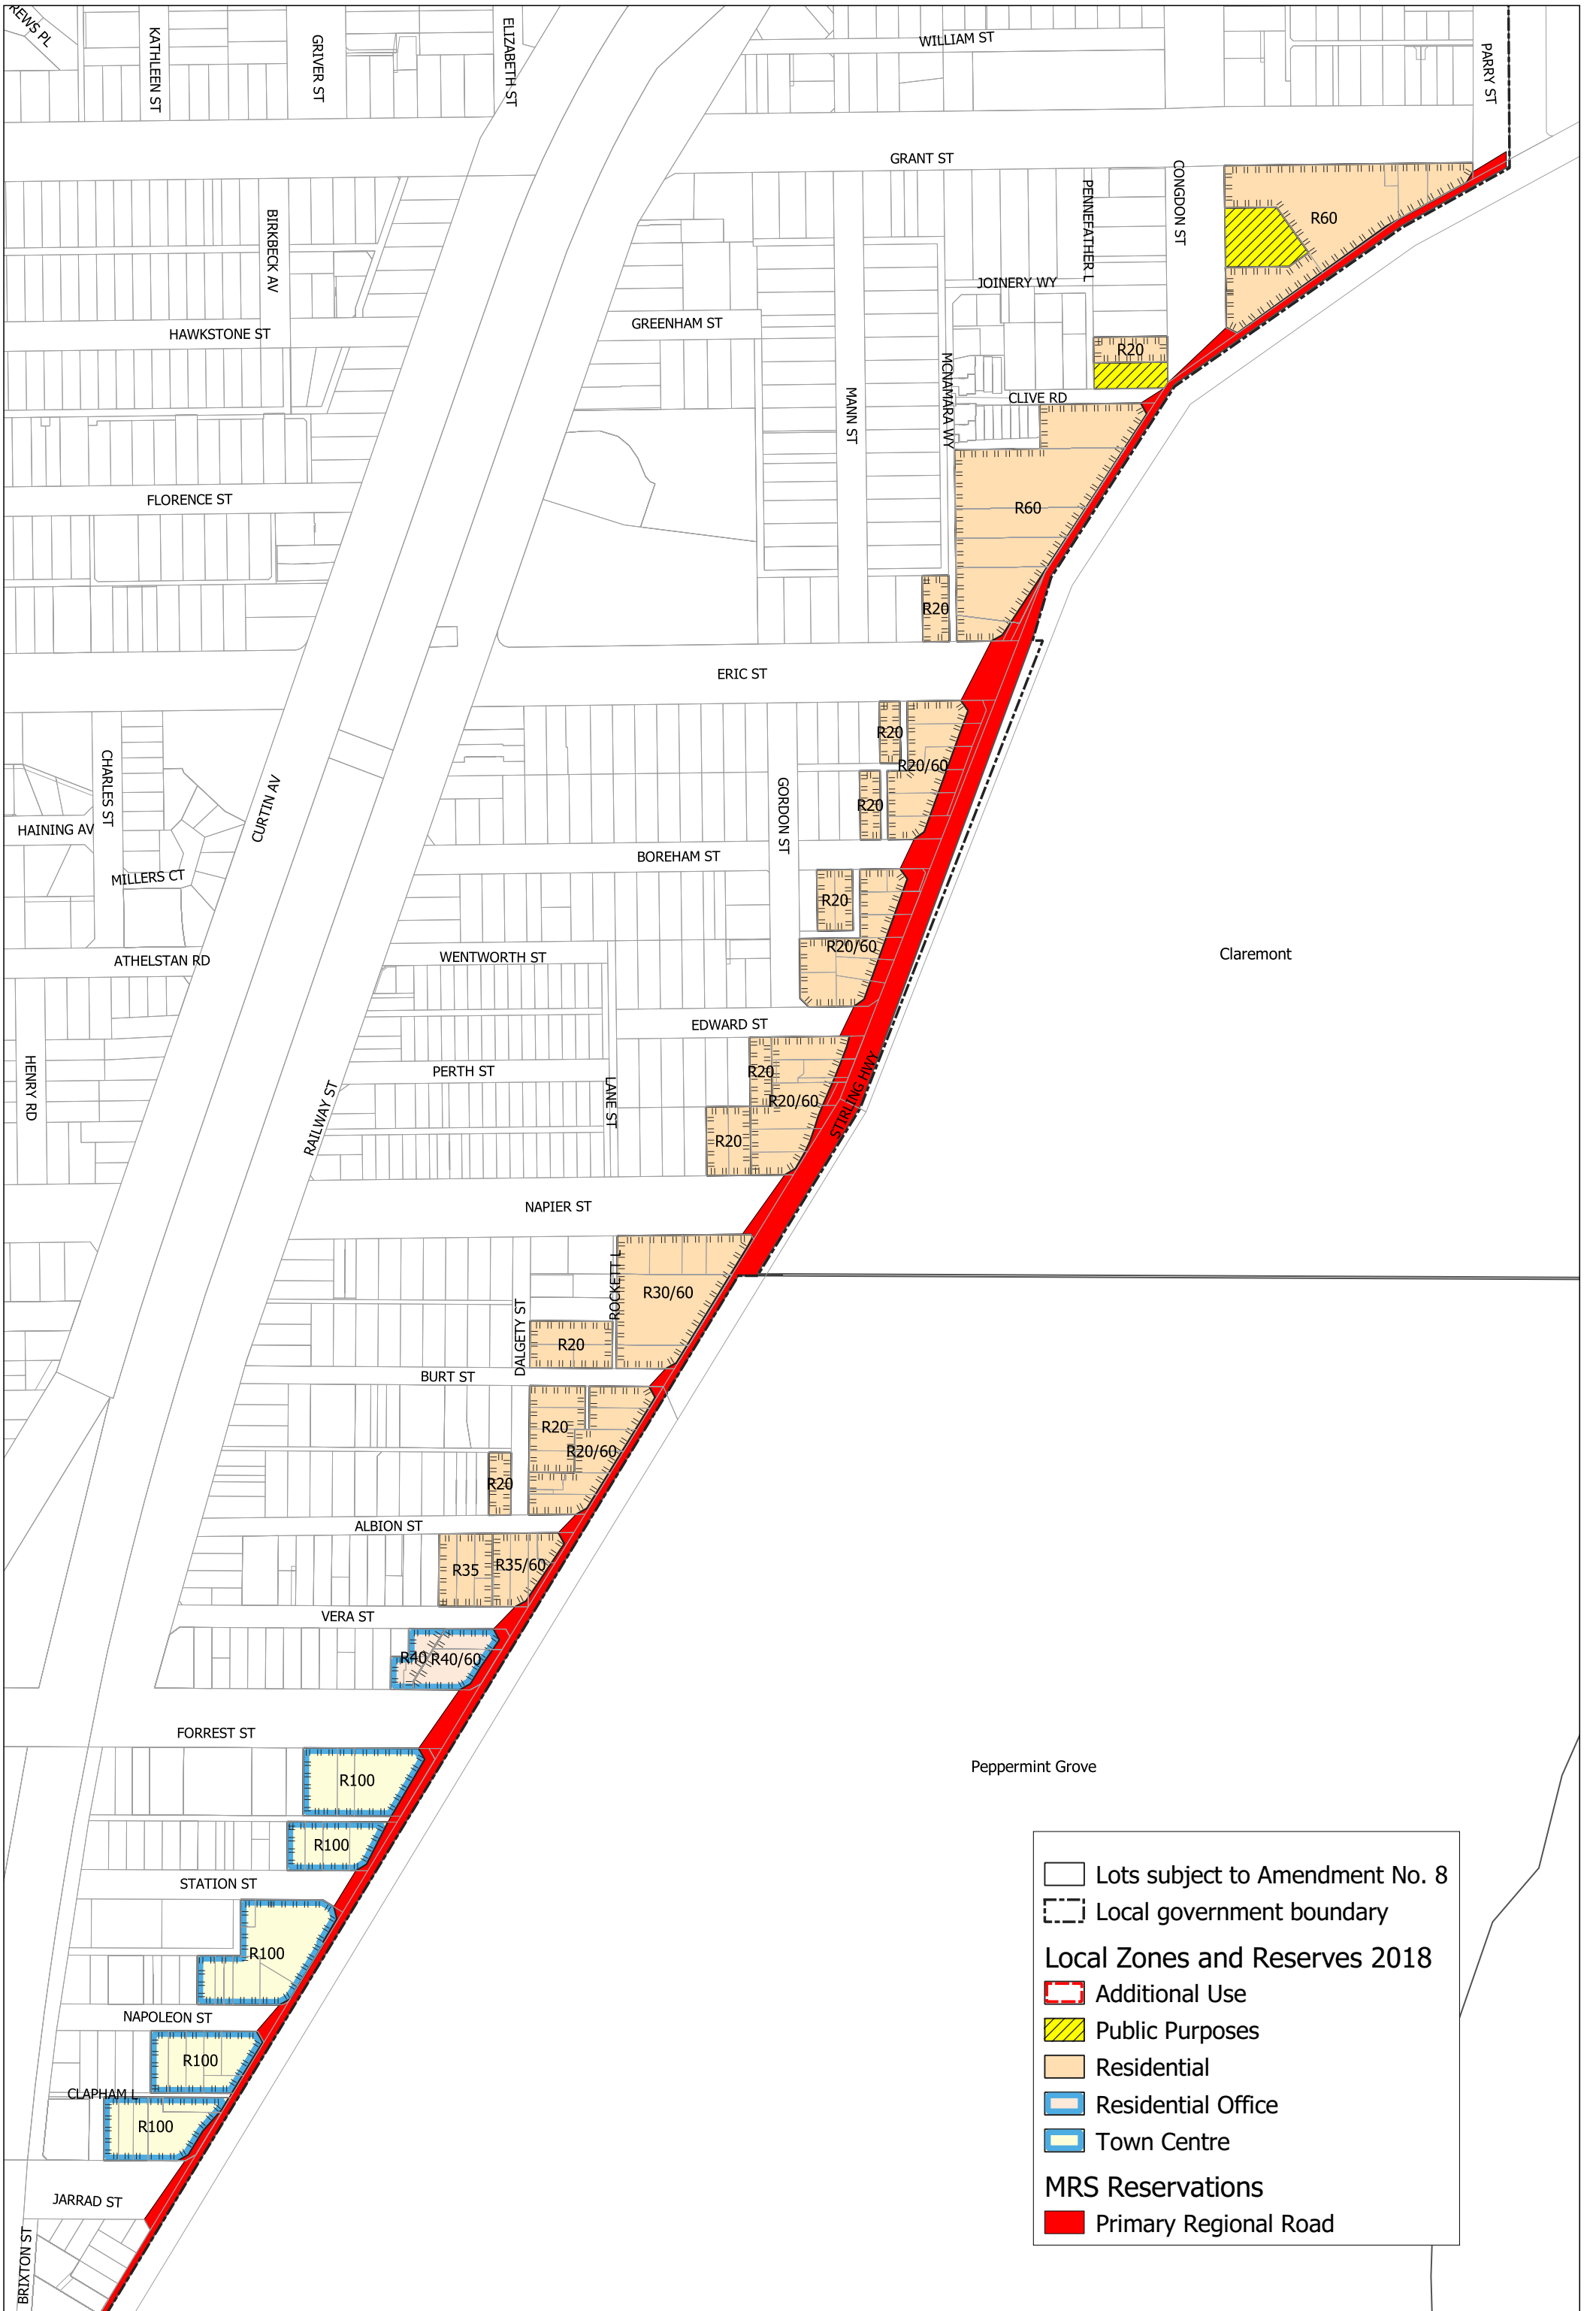 REWS PL
KATHLEEN ST
GRIVER ST
ELIZABETH ST
WILLIAM ST
PARRY ST
GRANT ST
CONGDON ST
PENNEFATHER L
BIRKBECK AV
R60
JOINERY WY
HAWKSTONE ST
GREENHAM ST
R20
MCNAMARA WY
MANN ST
CLIVE RD
FLORENCE ST
R60
R20
ERIC ST
R20
R20/60
CHARLES ST
CURTIN AV
GORDON ST
R20
HAINING AV
BOREHAM ST
MILLERS CT
R20
R20/60
ATHELSTAN RD
WENTWORTH ST
Claremont
EDWARD ST
HENRY RD
PERTH ST
R20
LANE ST
R20/60
STIRLING HWY
RAILWAY ST
R20
NAPIER ST
ROCKETT L
R30/60
DALGETY ST
R20
BURT ST
R20
R20/60
R20
ALBION ST
R35
R35/60
VERA ST
R40
R40/60
FORREST ST
R100
Peppermint Grove
R100
STATION ST
R100
NAPOLEON ST
R100
CLAPHAM L
R100
JARRAD ST
BRIXTON ST
Lots subject to Amendment No. 8
Local government boundary
Local Zones and Reserves 2018
Additional Use
Public Purposes
Residential
Residential Office
Town Centre
MRS Reservations
Primary Regional Road